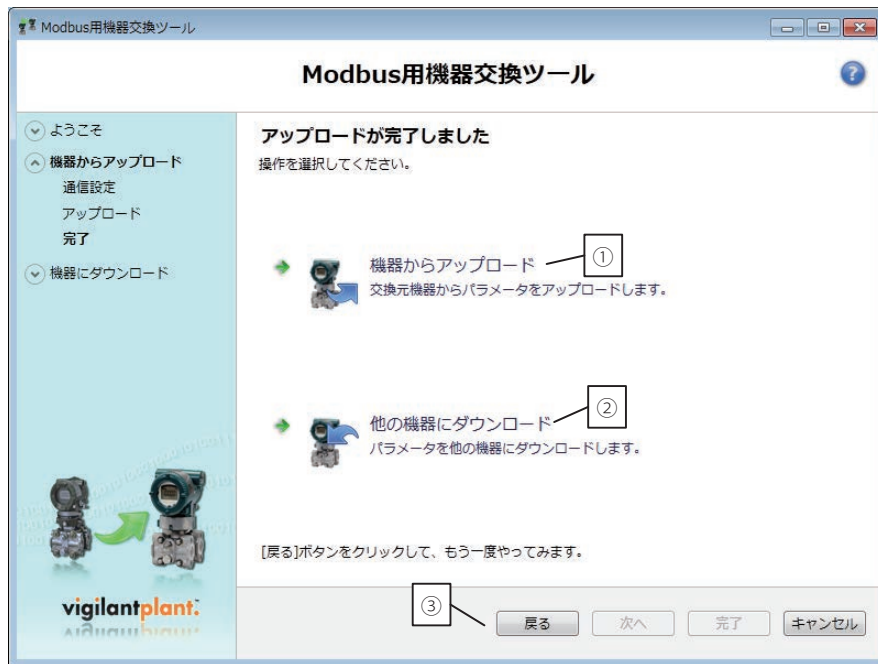 Modbus用機器交換ツール
Modbus用機器交換ツール
ようこそ
機器からアップロード
通信設定
アップロード
完了
機器にダウンロード
vigilantplant.
アップロードが完了しました
操作を選択してください。
機器からアップロード
①
交換元機器からパラメータをアップロードします。
他の機器にダウンロード
②
パラメータを他の機器にダウンロードします。
[戻る]ボタンをクリックして、もう一度やってみます。
③
戻る 次へ 完了 キャンセル